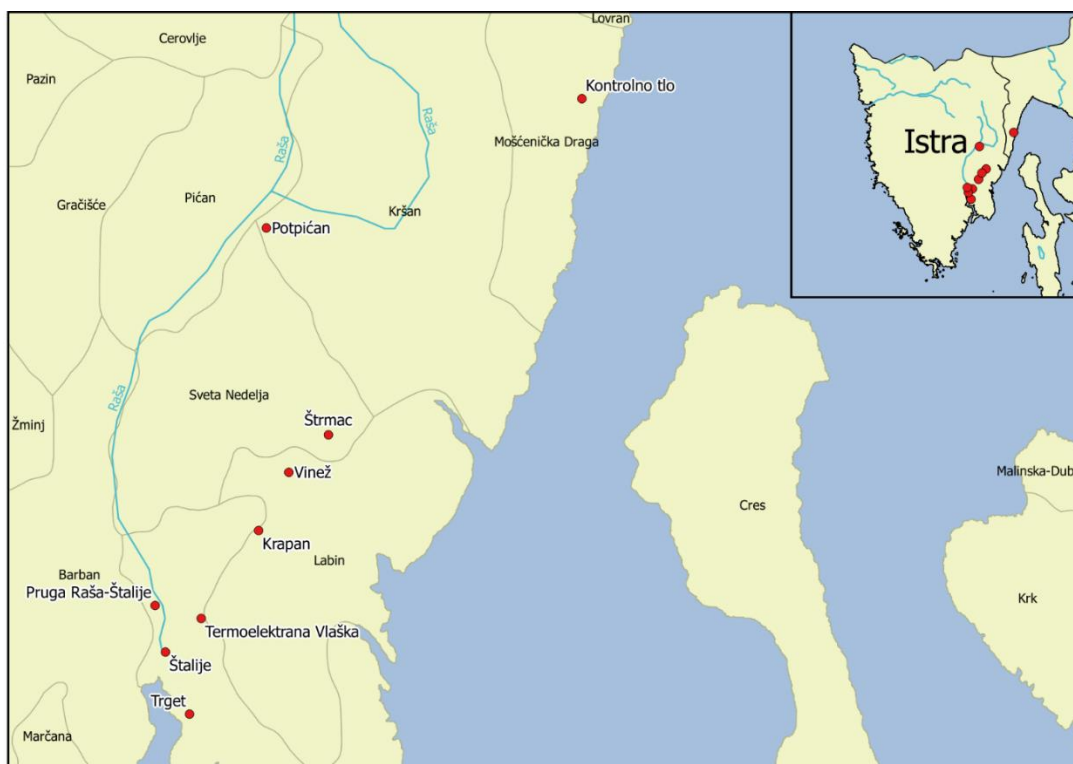 Lovran
Cerovlje
Pazin
Kontrolno tlo
Raša
Raša
Mošćenička Draga
Istra
Pićan
Gračišće
Kršan
Potpićan
Raša
Sveta Nedelja
Štrmac
Žminj
Vinež
Malinska-Dub
Cres
Krapan
Labin
Barban
Pruga Raša-Štalije
Krk
Termoelektrana Vlaška
Štalije
Trget
Marčana